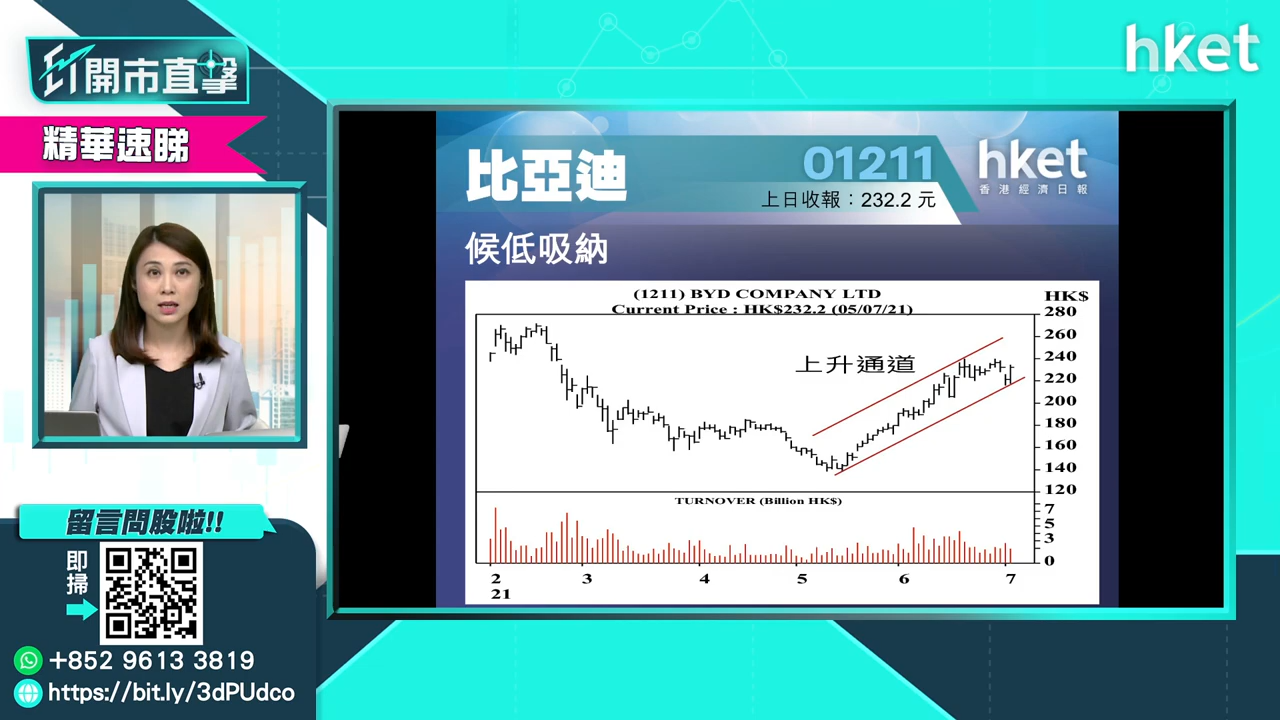 ET開市直擊
hket
精華速睇
比亞迪
01211
上日收報：232.2 元
hket
香港經濟日報
候低吸納
(1211) BYD COMPANY LTD
Current Price : HK$232.2 (05/07/21)
HK$
280
260
240
220
200
180
160
140
120
上升通道
TURNOVER (Billion HK$)
7
5
3
0
2
3
4
5
6
7
21
留言問股啦!!
即掃
+852 9613 3819
https://bit.ly/3dPUdco